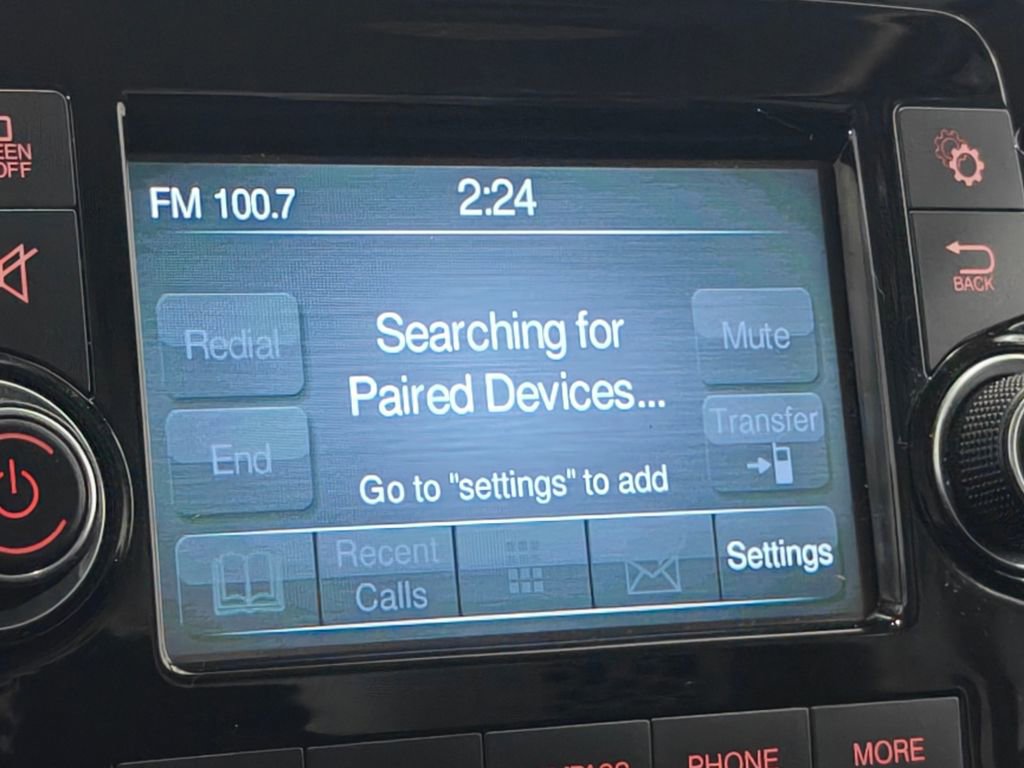 FM 100.7
2:24
OFF
BACK
Redial
Searching for
Paired Devices...
Mute
End
Go to "settings" to add
Transfer
Recent
Calls
Settings
PHONE
MORE